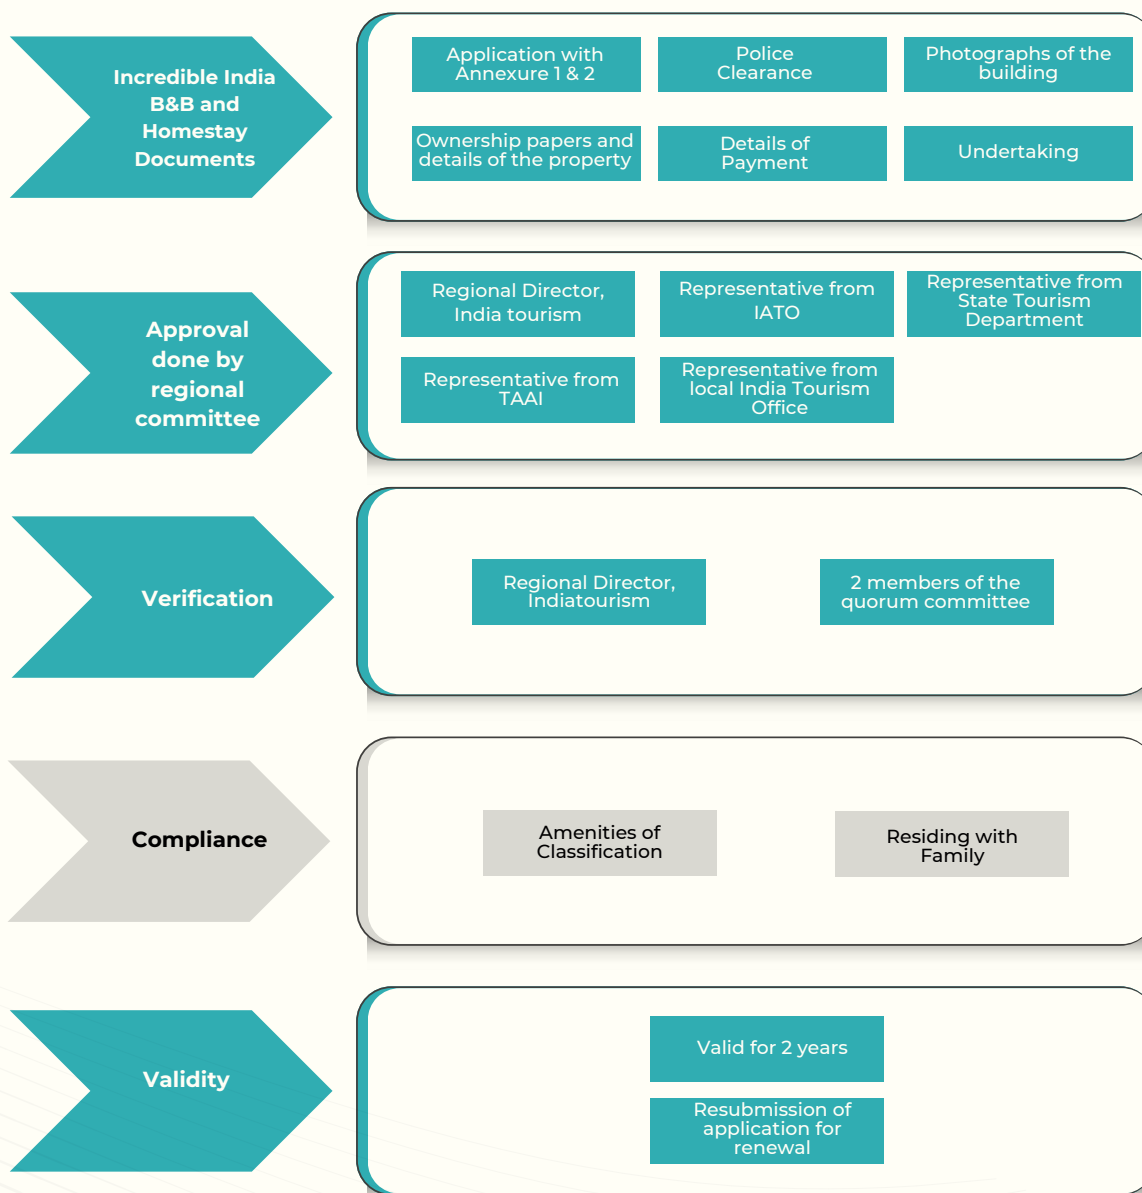 Incredible India
B&B and
Homestay
Documents
Application with
Annexure 1 & 2
Police
Clearance
Photographs of the
building
Ownership papers and
details of the property
Details of
Payment
Undertaking
Approval
done by
regional
committee
Regional Director,
India tourism
Representative from
IATO
Representative from
State Tourism
Department
Representative from
TAAI
Representative from
local India Tourism
Office
Verification
Regional Director,
Indiatourism
2 members of the
quorum committee
Compliance
Amenities of
Classification
Residing with
Family
Validity
Valid for 2 years
Resubmission of
application for
renewal